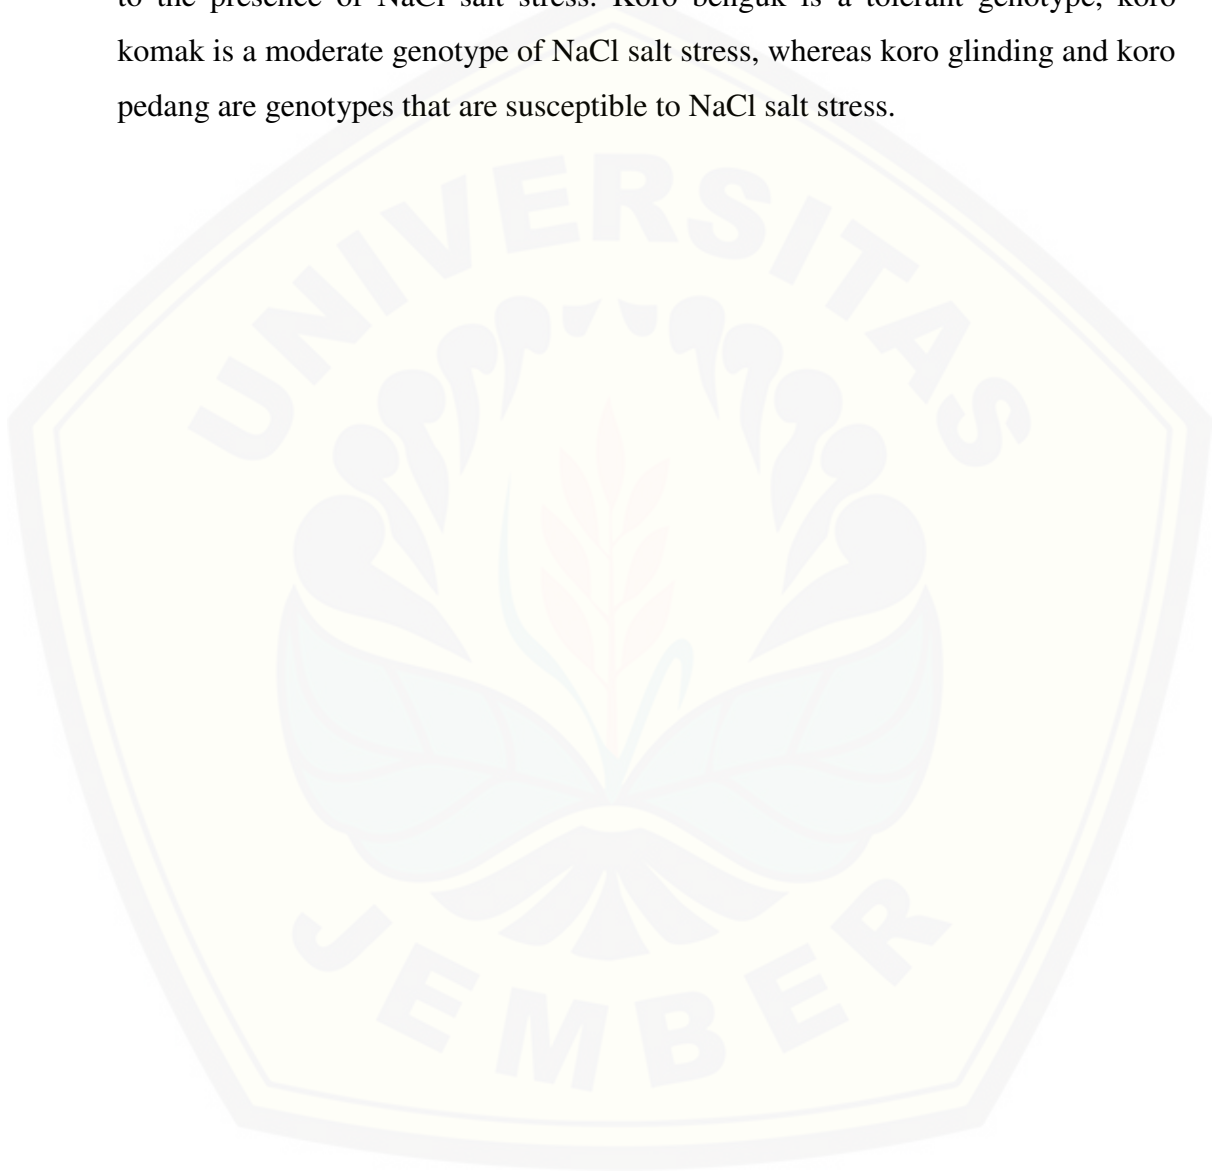 to the presence of NaCl salt stress. Koro benguk is a tolerant genotype, koro
komak is a moderate genotype of NaCl salt stress, whereas koro glinding and koro
pedang are genotypes that are susceptible to NaCl salt stress.
UNIVERSITAS
JEMBER